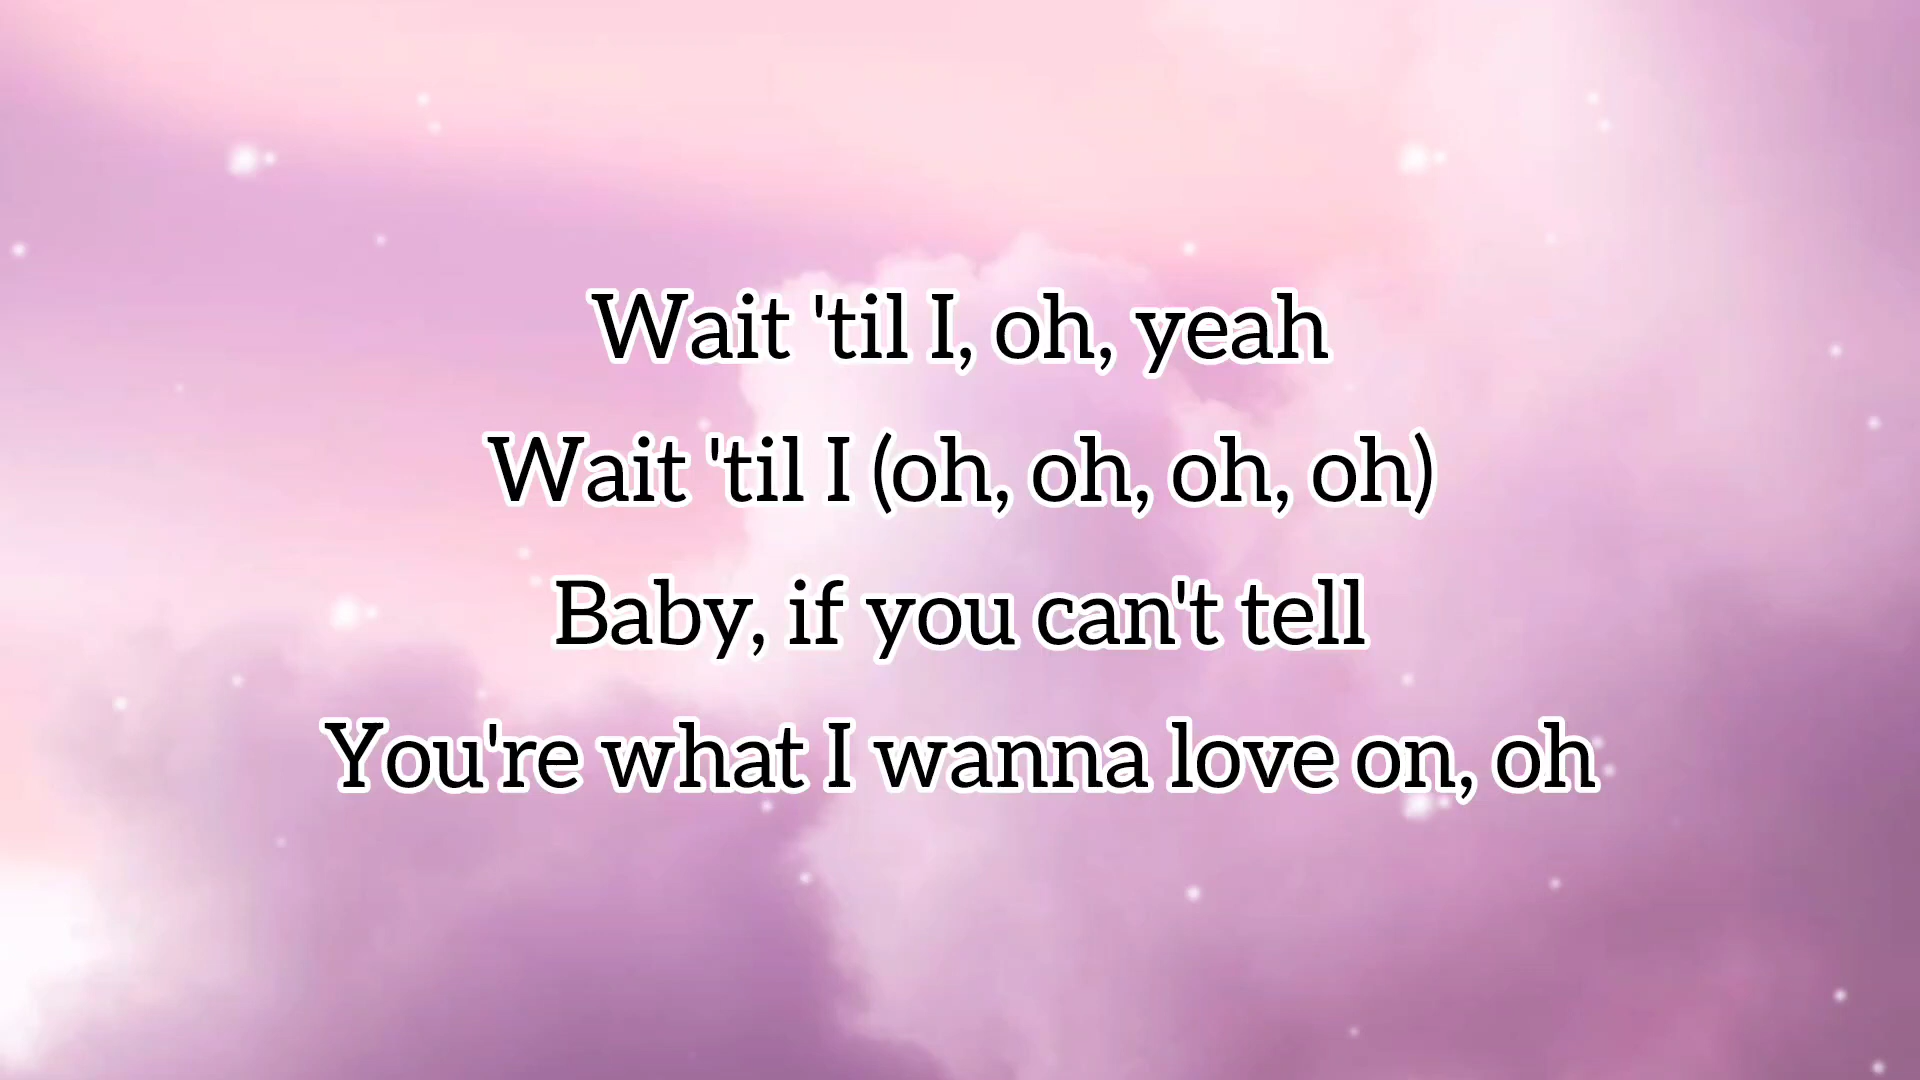 Wait 'til I, oh, yeah
Wait 'til I (oh, oh, oh, oh)
Baby, if you can't tell
You're what I wanna love on, oh